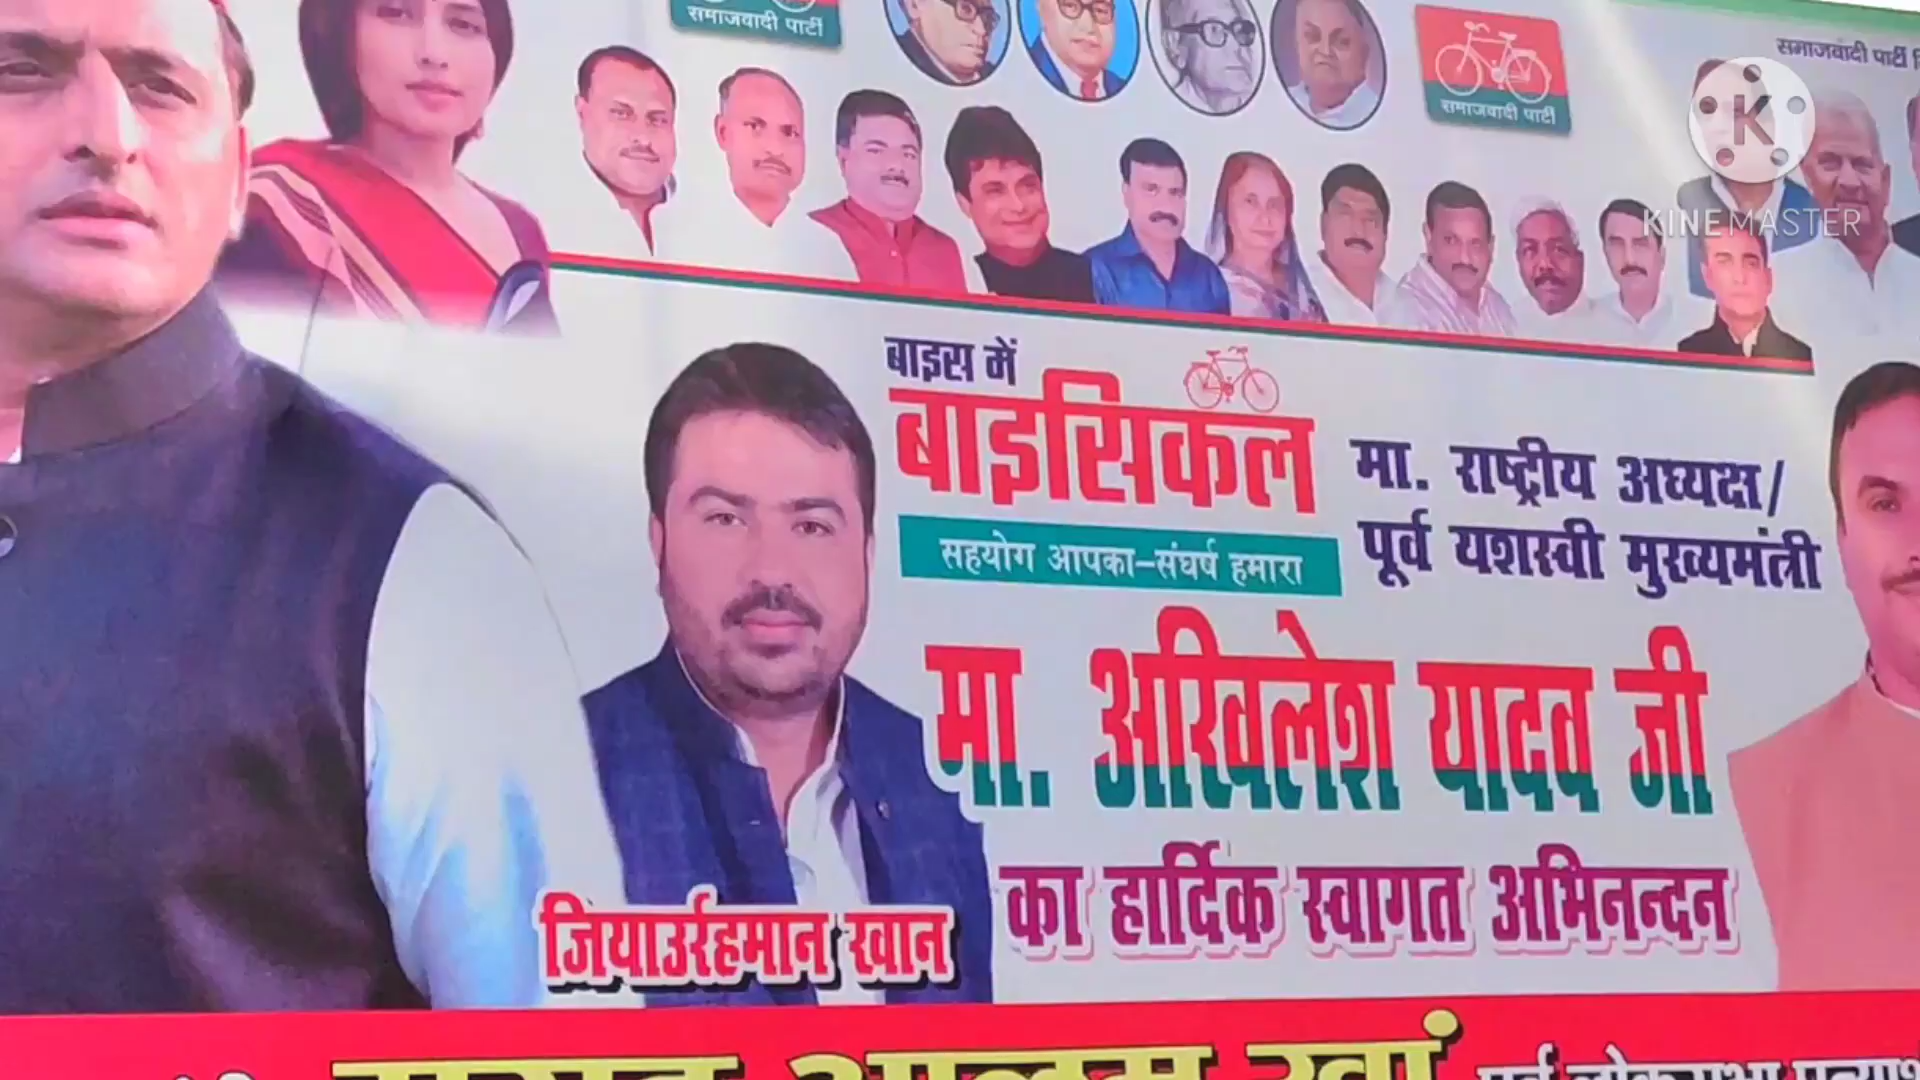 समाजवादी पार्टी
समाजवादी पार्टी
समाजवादी पार्टी
KINEMASTER
बाइस में
बाइसिकल
सहयोग आपका-संघर्ष हमारा
मा. राष्ट्रीय अध्यक्ष/
पूर्व यशस्वी मुख्यमंत्री
मा. अखिलेश यादव जी
का हार्दिक स्वागत अभिनन्दन
जियाउर्रहमान खान